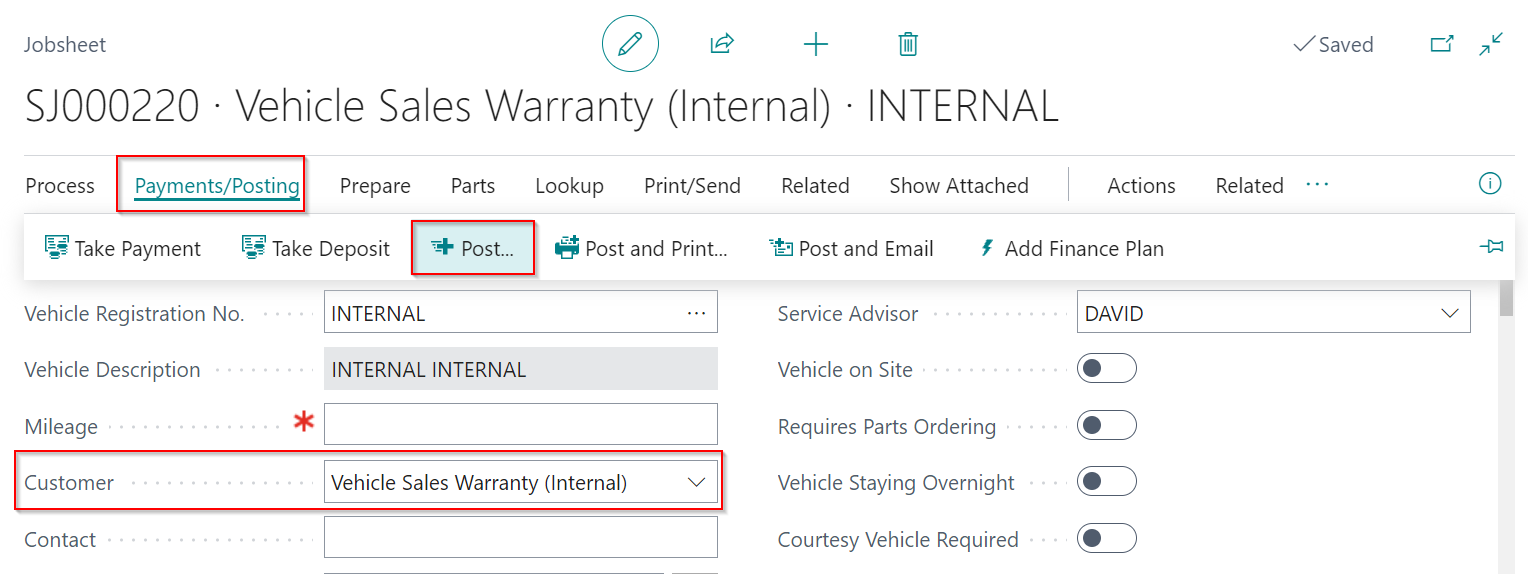 Jobsheet
Saved
SJ000220 · Vehicle Sales Warranty (Internal) · INTERNAL
Process Payments/Posting Prepare Parts Lookup Print/Send Related Show Attached Actions Related ···
Take Payment Take Deposit Post... Post and Print... Post and Email Add Finance Plan
Vehicle Registration No. INTERNAL ··· Service Advisor DAVID
Vehicle Description INTERNAL INTERNAL Vehicle on Site
Mileage * Requires Parts Ordering
Customer Vehicle Sales Warranty (Internal) Vehicle Staying Overnight
Contact Courtesy Vehicle Required